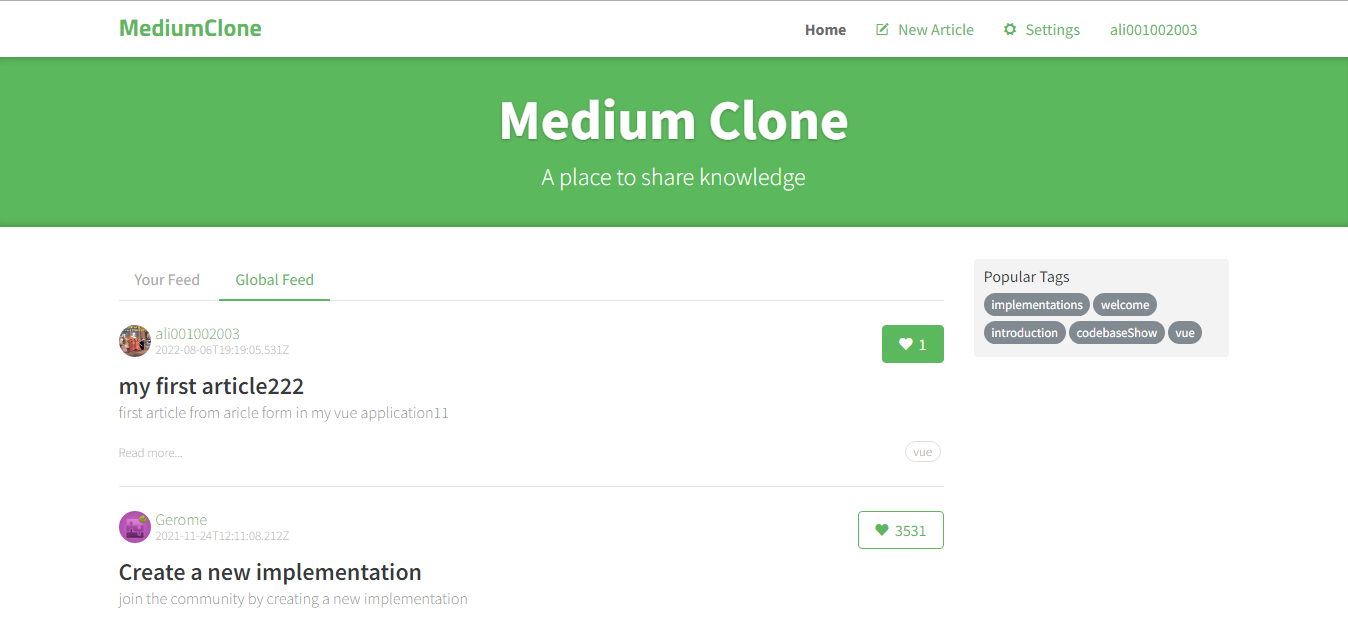 MediumClone
Home New Article Settings ali001002003
Medium Clone
A place to share knowledge
Your Feed Global Feed
ali001002003
2022-08-06T19:19:05.531Z
1
my first article222
first article from aricle form in my vue application11
Read more...
vue
Gerome
2021-11-24T12:11:08.212Z
3531
Create a new implementation
join the community by creating a new implementation
Popular Tags
implementations welcome
introduction codebaseShow vue